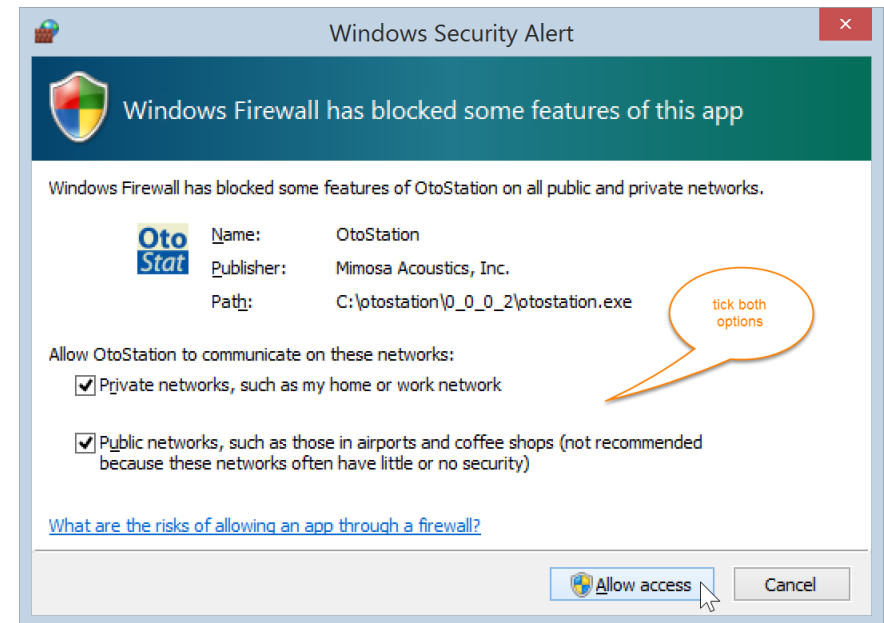 Windows Security Alert
Windows Firewall has blocked some features of this app
Windows Firewall has blocked some features of OtoStation on all public and private networks.
Oto
Stat
Name: OtoStation
Publisher: Mimosa Acoustics, Inc.
Path: C:\otostation\0_0_0_2\otostation.exe
tick both
options
Allow OtoStation to communicate on these networks:
Private networks, such as my home or work network
Public networks, such as those in airports and coffee shops (not recommended
because these networks often have little or no security)
What are the risks of allowing an app through a firewall?
Allow access Cancel